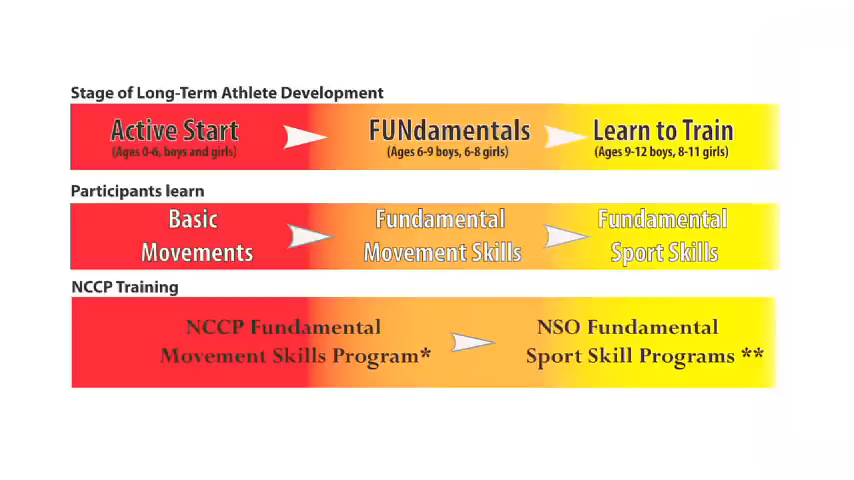 Stage of Long-Term Athlete Development
Active Start
(Ages 0-6, boys and girls)
FUNdamentals
(Ages 6-9 boys, 6-8 girls)
Learn to Train
(Ages 9-12 boys, 8-11 girls)
Participants learn
Basic
Movements
Fundamental
Movement Skills
Fundamental
Sport Skills
NCCP Training
NCCP Fundamental
Movement Skills Program*
NSO Fundamental
Sport Skill Programs **